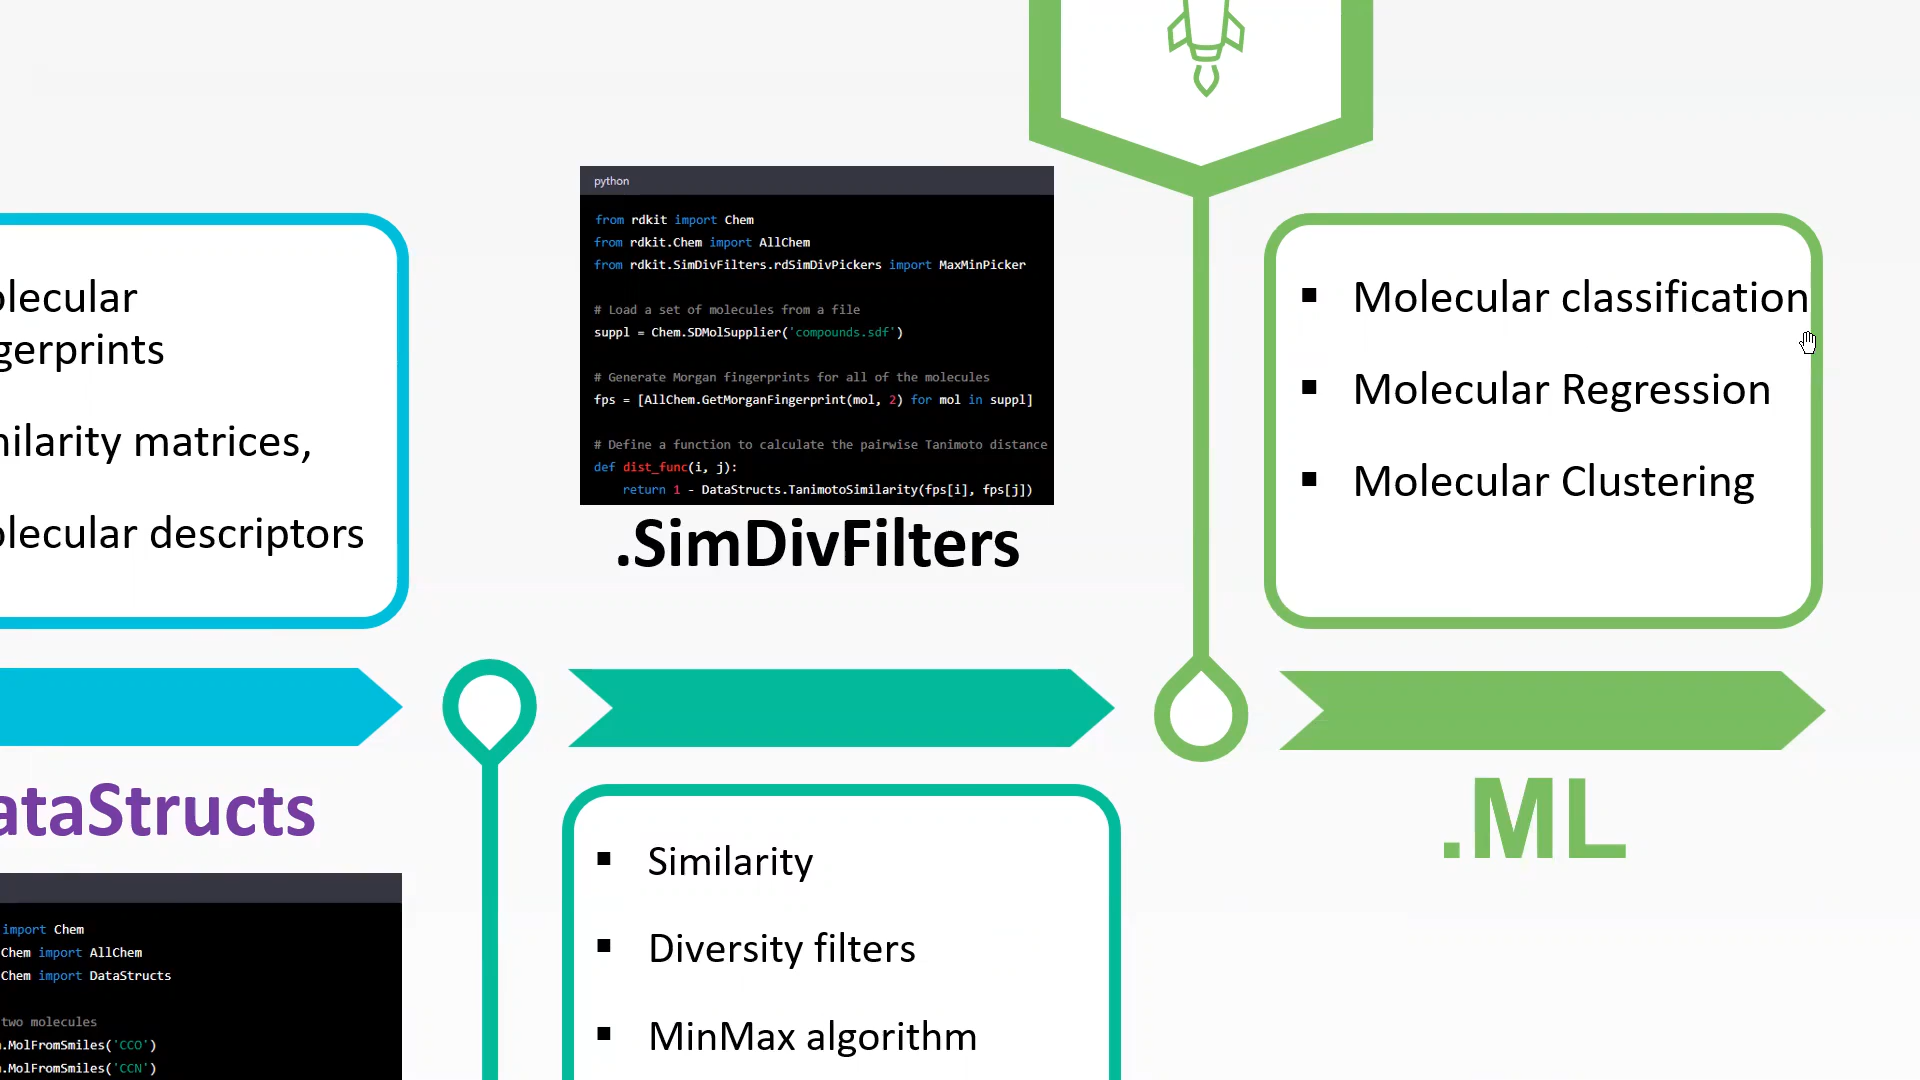 olecular
gerprints
ilarity matrices,
olecular descriptors
ataStructs
import Chem
Chem import AllChem
Chem import DataStructs
two molecules
.MolFromSmiles('CCO')
.MolFromSmiles('CCN')
python
from rdkit import Chem
from rdkit.Chem import AllChem
from rdkit.SimDivFilters.rdSimDivPickers import MaxMinPicker
# Load a set of molecules from a file
suppl = Chem.SDMolSupplier('compounds.sdf')
# Generate Morgan fingerprints for all of the molecules
fps = [AllChem.GetMorganFingerprint(mol, 2) for mol in suppl]
# Define a function to calculate the pairwise Tanimoto distance
def dist_func(i, j):
return 1 - DataStructs.TanimotoSimilarity(fps[i], fps[j])
.SimDivFilters
▪ Similarity
▪ Diversity filters
▪ MinMax algorithm
▪ Molecular classification
▪ Molecular Regression
▪ Molecular Clustering
.ML